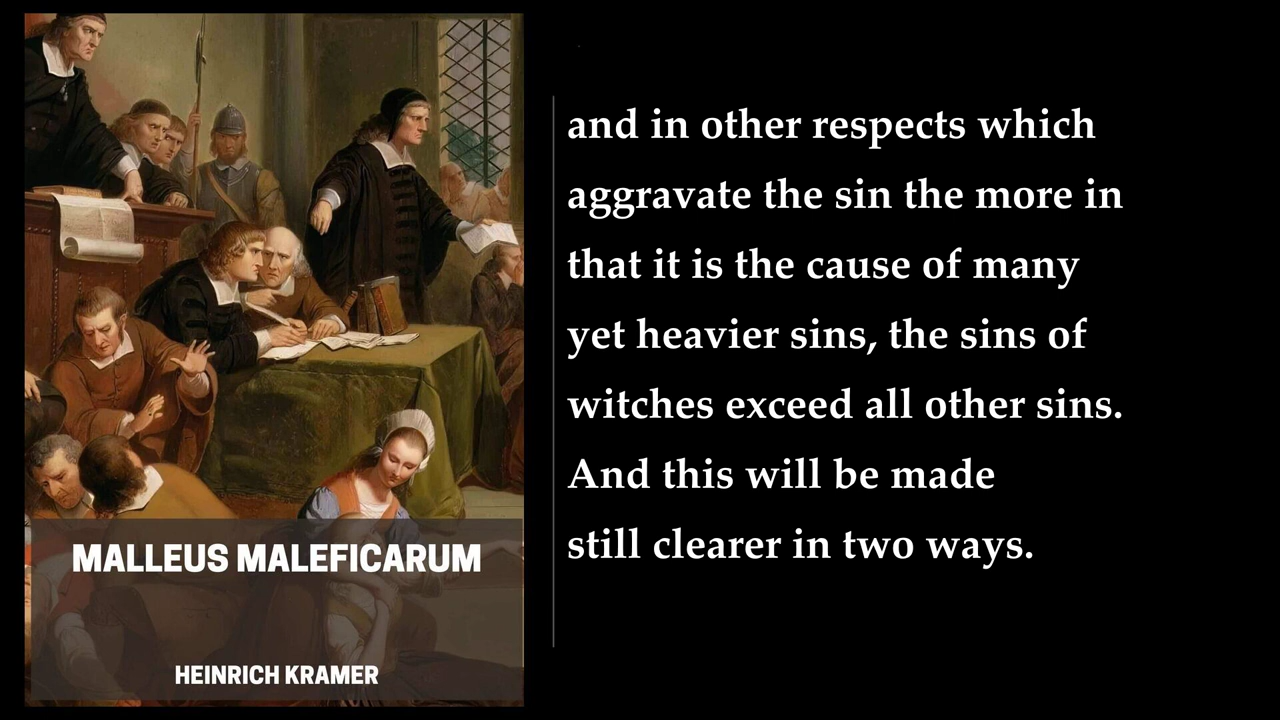 MALLEUS MALEFICARUM
HEINRICH KRAMER
and in other respects which
aggravate the sin the more in
that it is the cause of many
yet heavier sins, the sins of
witches exceed all other sins.
And this will be made
still clearer in two ways.